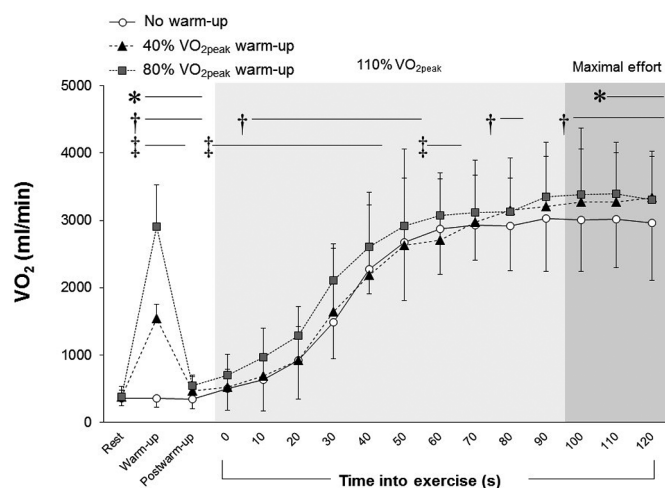 No warm-up
40% VO2peak warm-up
80% VO2peak warm-up
110% VO2peak
Maximal effort
* *
† † † †
‡ ‡ ‡
5000
4000
3000
2000
1000
0
VO2 (ml/min)
Rest Warm-up Postwarm-up 0 10 20 30 40 50 60 70 80 90 100 110 120
Time into exercise (s)